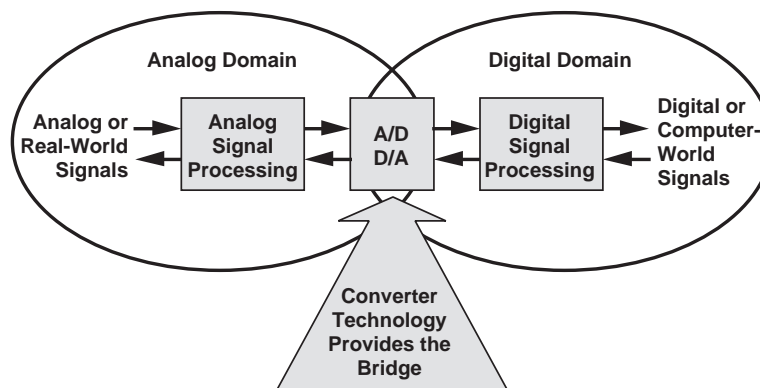 Analog Domain
Digital Domain
Analog or
Real-World
Signals
Analog
Signal
Processing
A/D
D/A
Digital
Signal
Processing
Digital or
Computer-
World
Signals
Converter
Technology
Provides the
Bridge